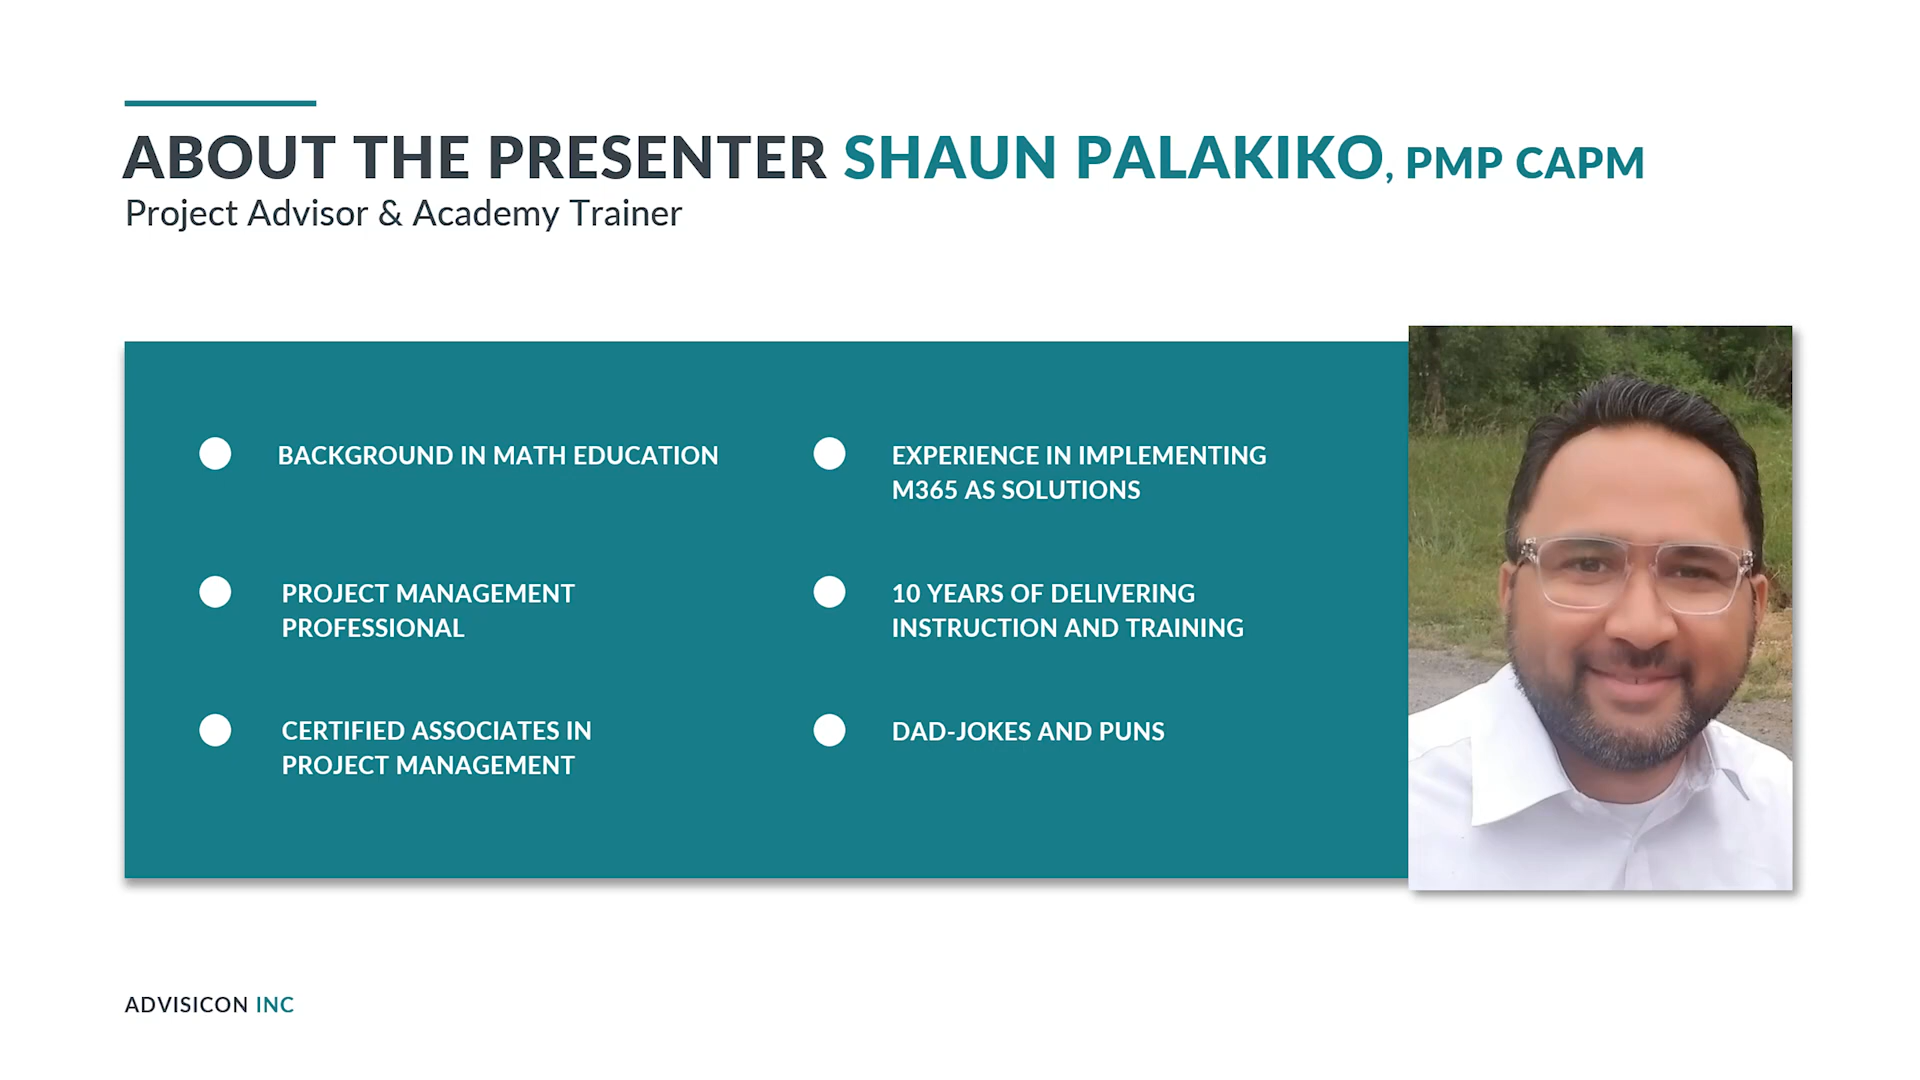 ABOUT THE PRESENTER SHAUN PALAKIKO, PMP CAPM
Project Advisor & Academy Trainer
BACKGROUND IN MATH EDUCATION
PROJECT MANAGEMENT
PROFESSIONAL
CERTIFIED ASSOCIATES IN
PROJECT MANAGEMENT
EXPERIENCE IN IMPLEMENTING
M365 AS SOLUTIONS
10 YEARS OF DELIVERING
INSTRUCTION AND TRAINING
DAD-JOKES AND PUNS
ADVISICON INC